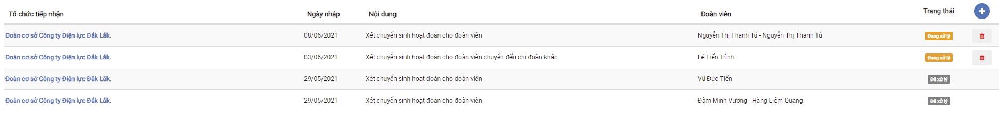 Tổ chức tiếp nhận Ngày nhập Nội dung Đoàn viên Trang thái
Đoàn cơ sở Công ty Điện lực Đắk Lắk. 08/06/2021 Xét chuyển sinh hoạt đoàn cho đoàn viên Nguyễn Thị Thanh Tú - Nguyễn Thị Thanh Tú Đang xử lý
Đoàn cơ sở Công ty Điện lực Đắk Lắk. 03/06/2021 Xét chuyển sinh hoạt đoàn cho đoàn viên chuyển đến chi đoàn khác Lê Tiến Trình Đang xử lý
Đoàn cơ sở Công ty Điện lực Đắk Lắk. 29/05/2021 Xét chuyển sinh hoạt đoàn cho đoàn viên Vũ Đức Tiến Đã xử lý
Đoàn cơ sở Công ty Điện lực Đắk Lắk. 29/05/2021 Xét chuyển sinh hoạt đoàn cho đoàn viên Đàm Minh Vương - Hàng Liêm Quang Đã xử lý